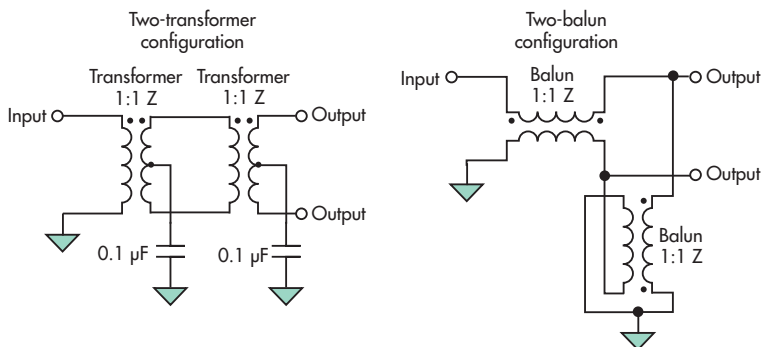 Two-transformer
configuration
Transformer
1:1 Z
Transformer
1:1 Z
Input
Output
Output
0.1 µF
0.1 µF
Two-balun
configuration
Input
Balun
1:1 Z
Output
Output
Balun
1:1 Z